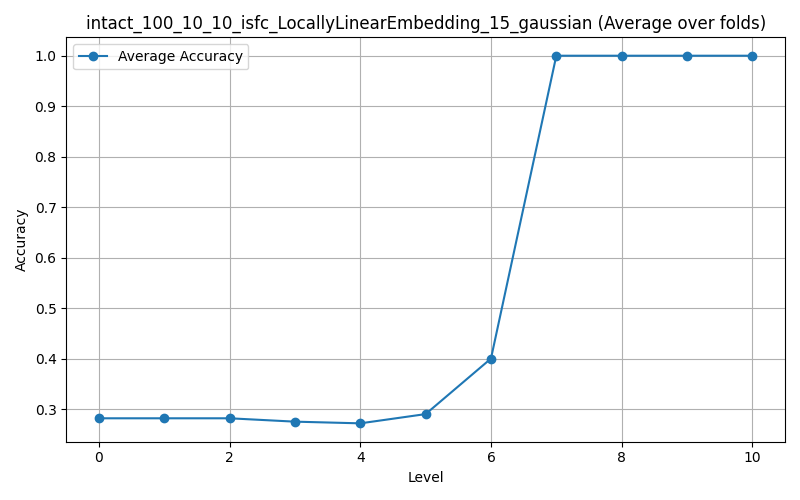 intact_100_10_10_isfc_LocallyLinearEmbedding_15_gaussian (Average over folds)
Average Accuracy
1.0
0.9
0.8
0.7
0.6
0.5
0.4
0.3
Accuracy
0 2 4 6 8 10
Level